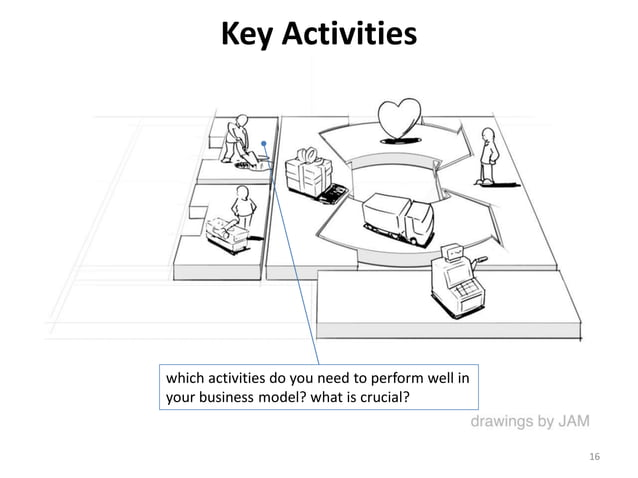 Key Activities
which activities do you need to perform well in
your business model? what is crucial?
drawings by JAM
16